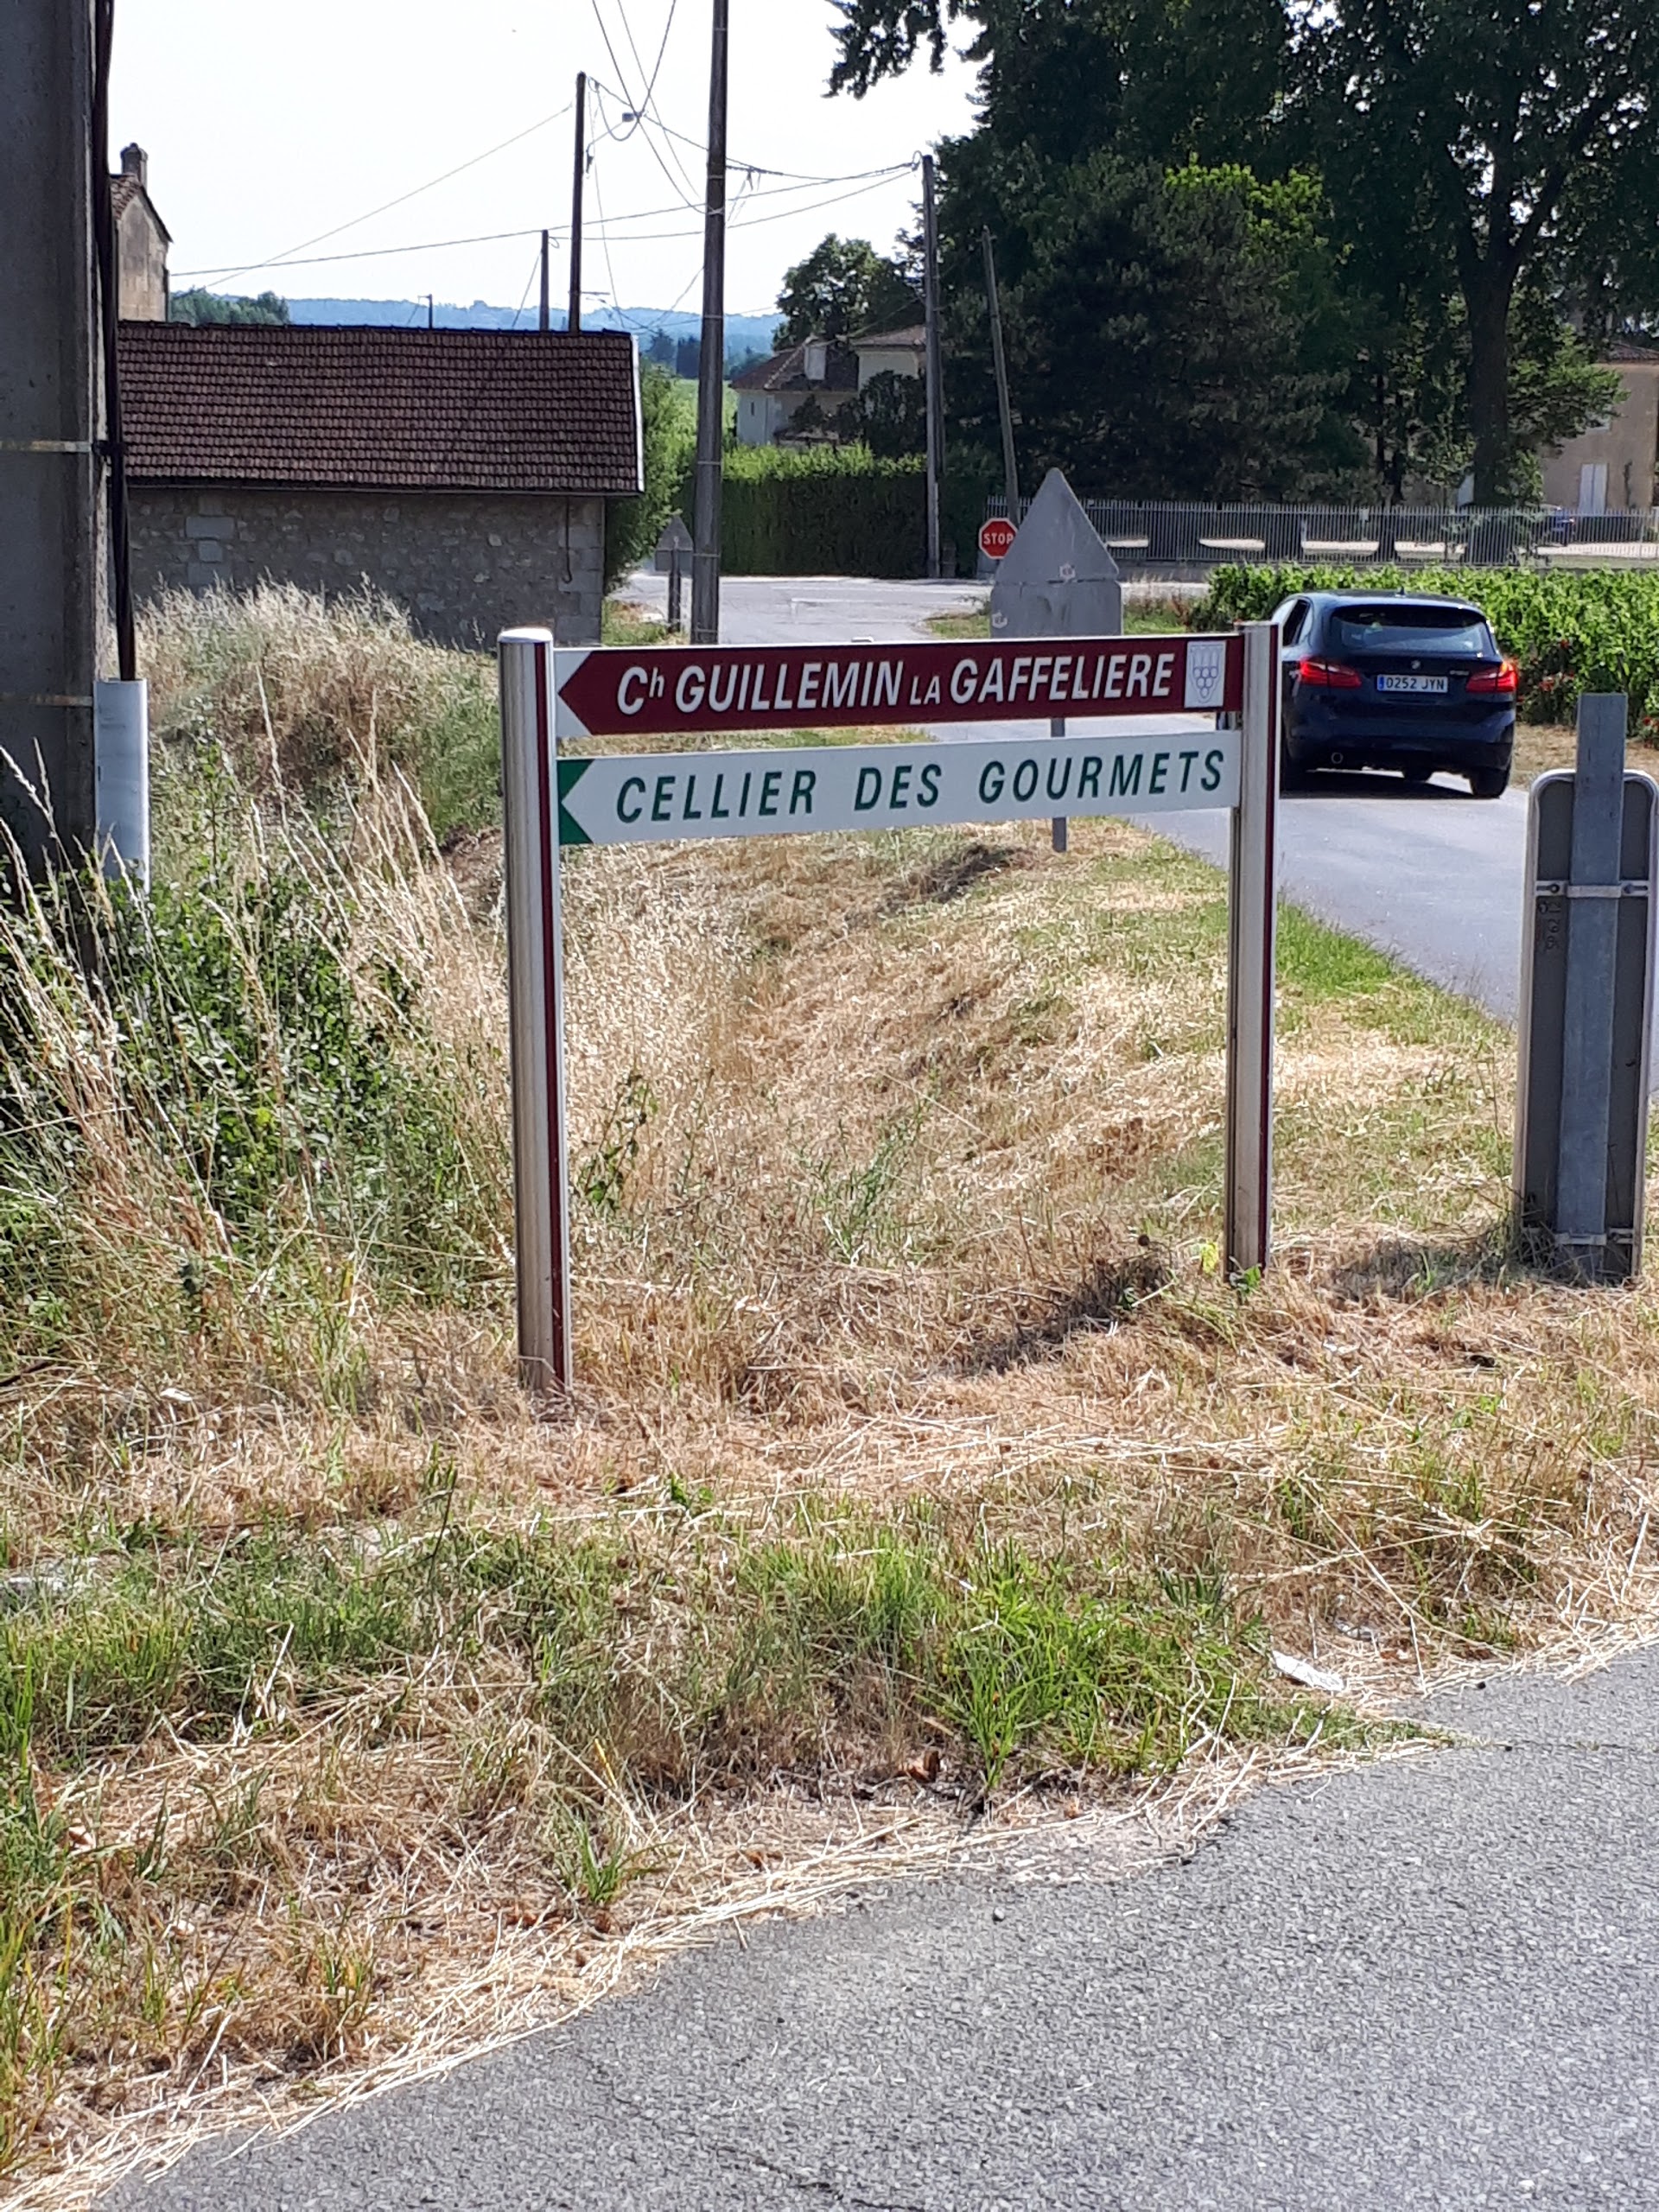 STOP
Ch GUILLEMIN LA GAFFELIERE
0252 JYN
CELLIER DES GOURMETS